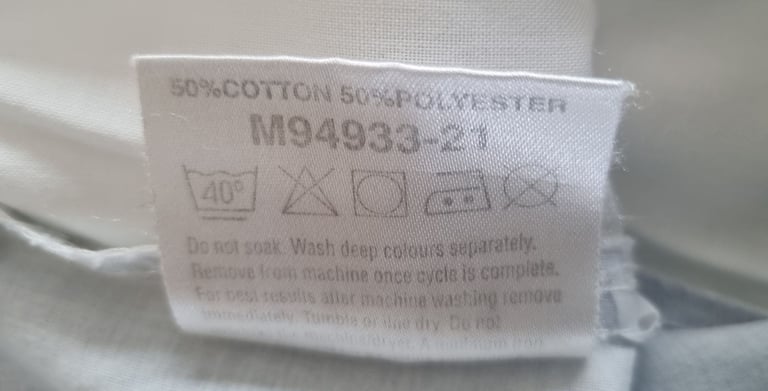 50%COTTON 50%POLYESTER
M94933-21
40°
Do not soak. Wash deep colours separately.
Remove from machine once cycle is complete.
For best results after machine washing remove
immediately. Tumble or line dry. Do not